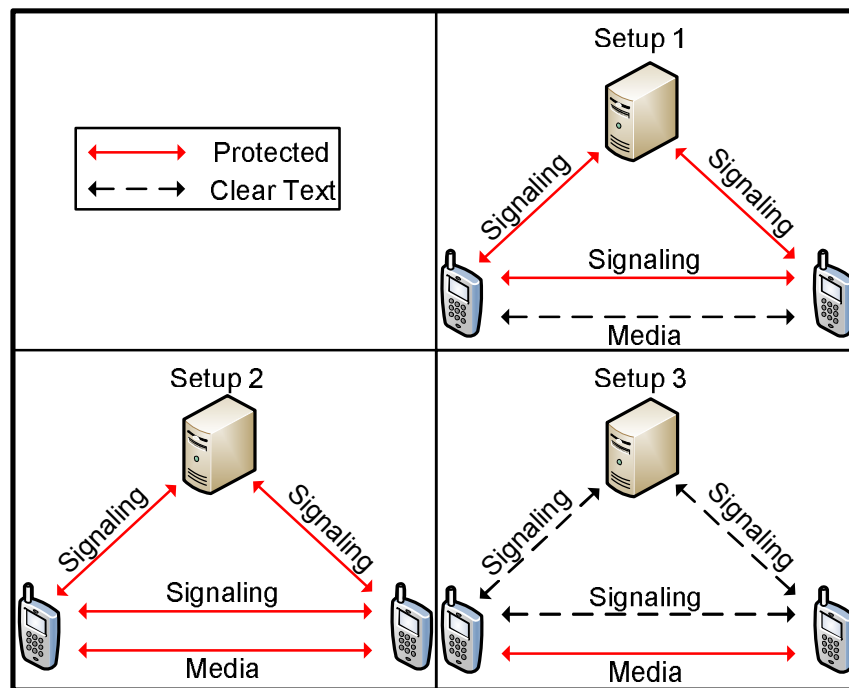 Setup 1
Protected
Clear Text
Signaling
Signaling
Signaling
Media
Setup 2
Signaling
Signaling
Signaling
Media
Setup 3
Signaling
Signaling
Signaling
Media